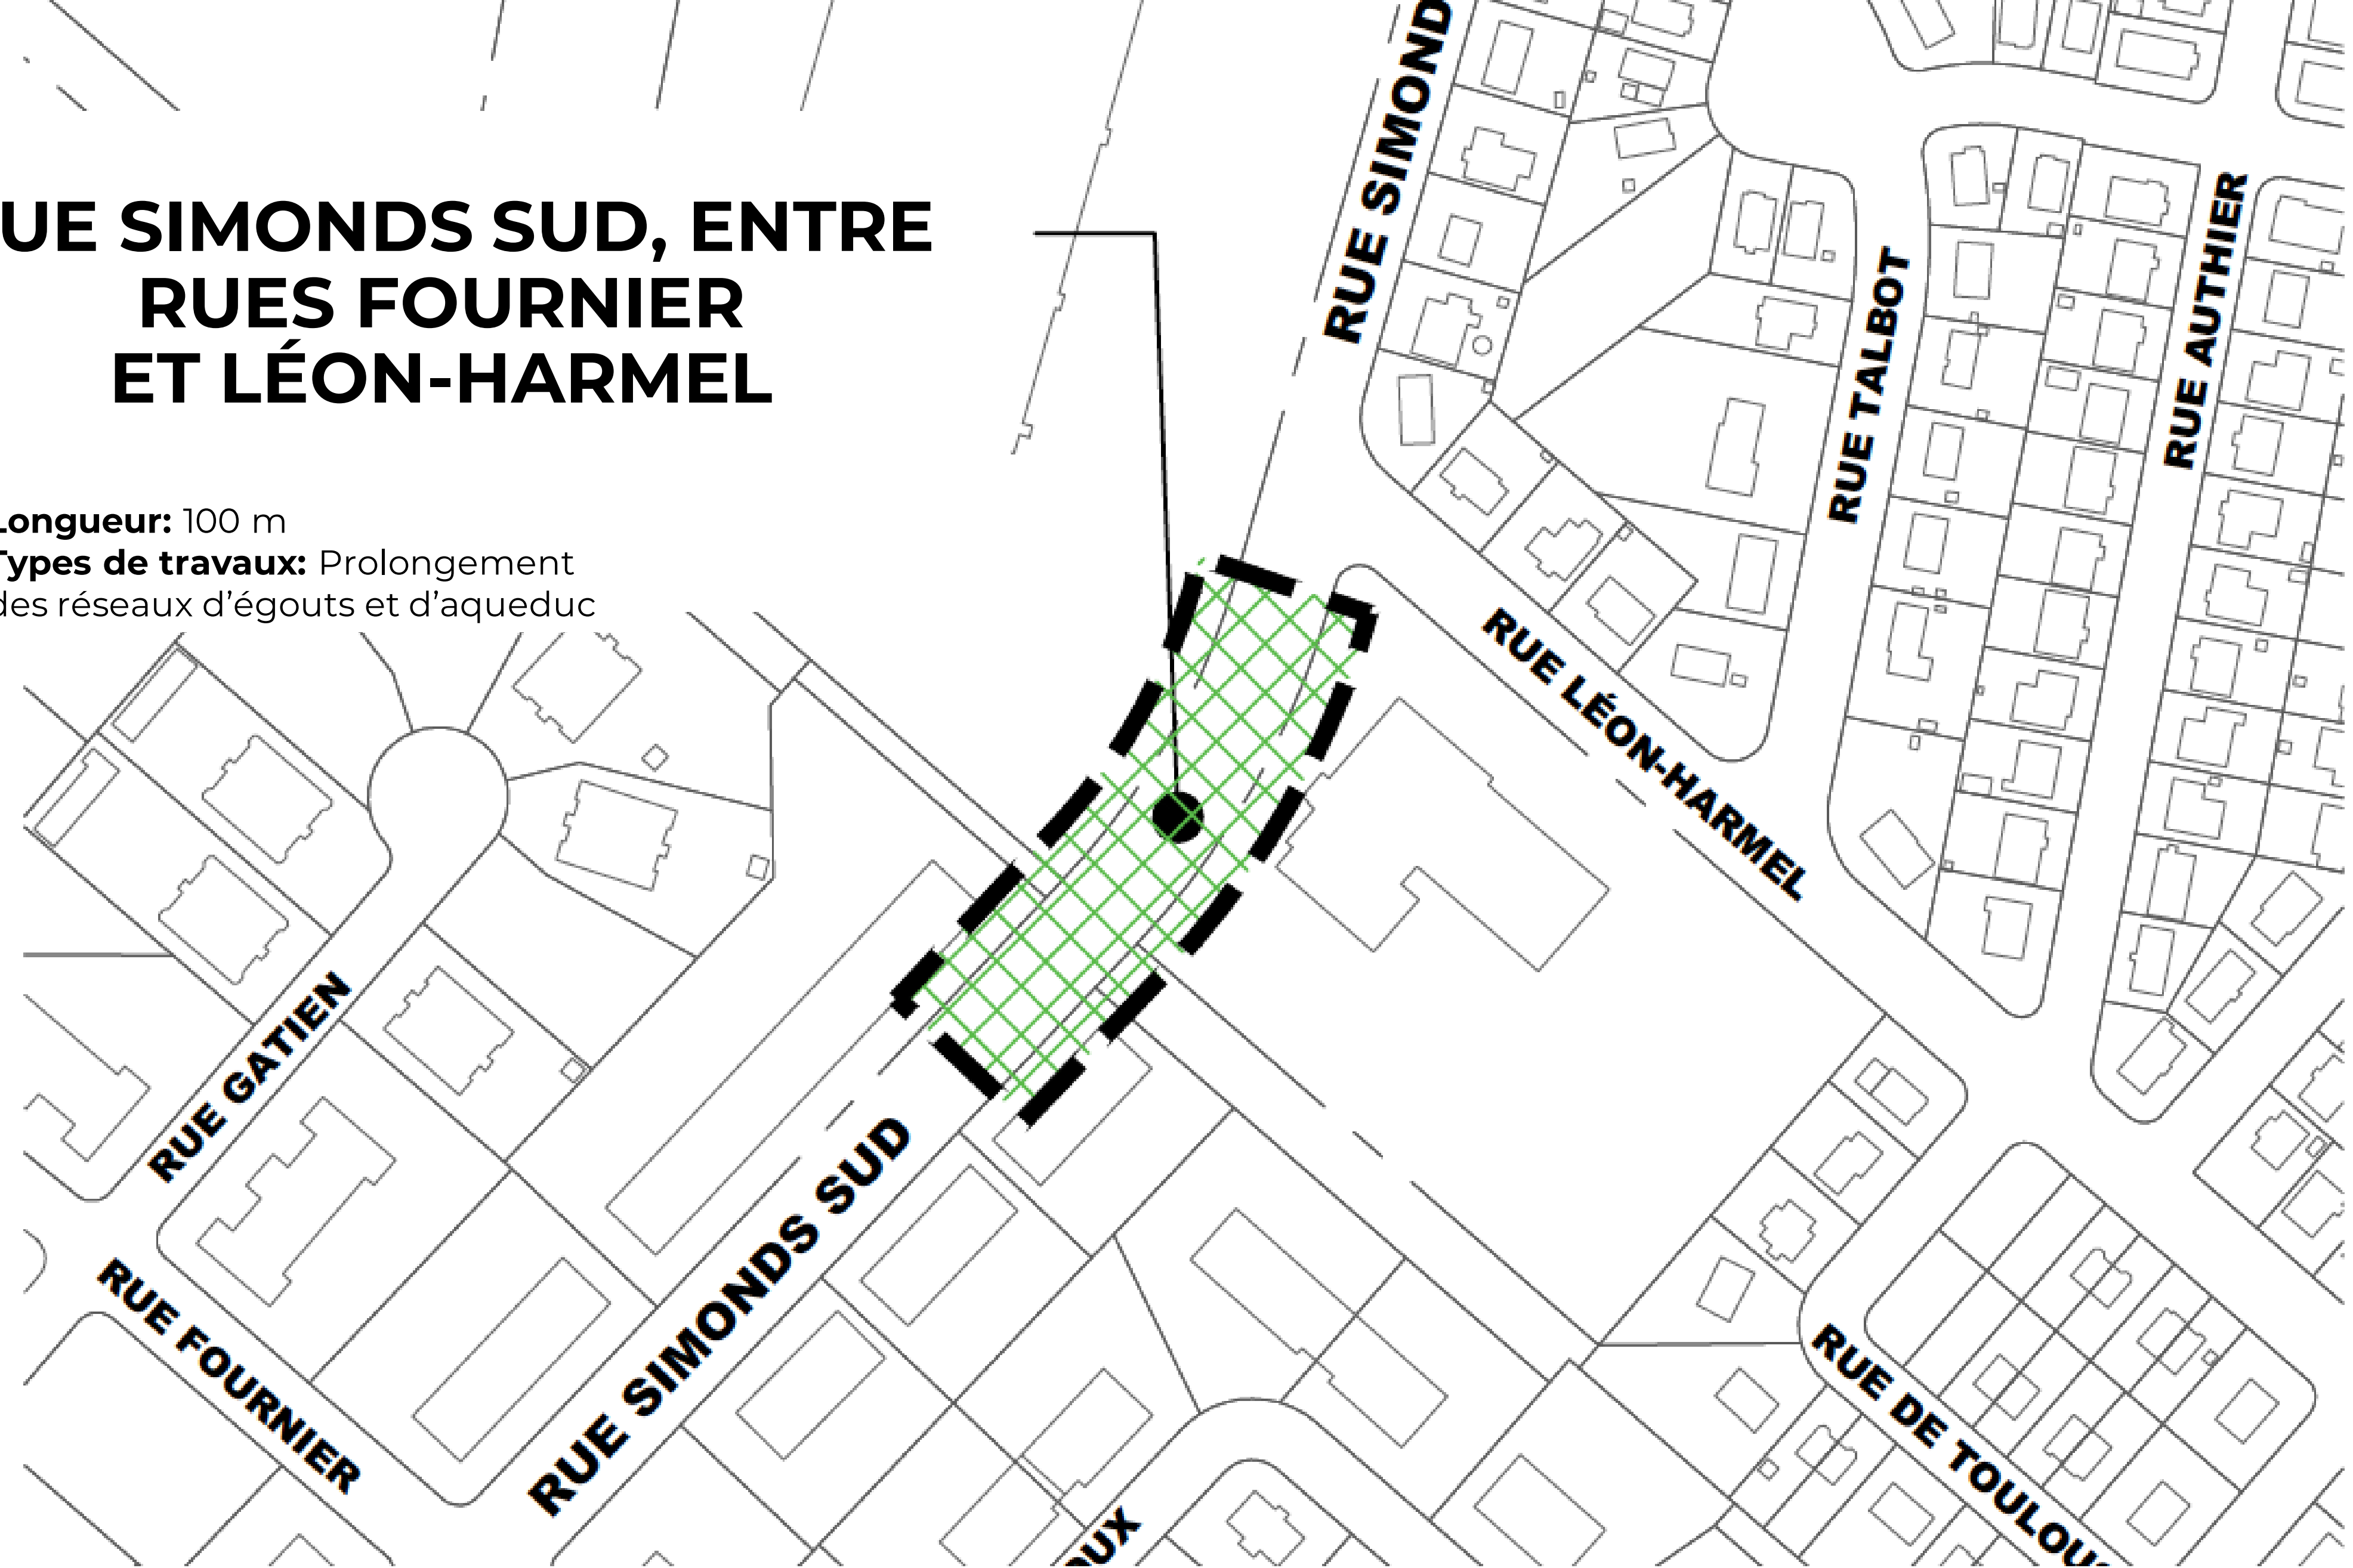 UE SIMONDS SUD, ENTRE
RUES FOURNIER
ET LÉON-HARMEL
Longueur: 100 m
Types de travaux: Prolongement
des réseaux d'égouts et d'aqueduc
RUE SIMOND
RUE TALBOT
RUE AUTHIER
RUE LÉON-HARMEL
RUE GATIEN
RUE FOURNIER
RUE SIMONDS SUD
OUX
RUE DE TOULOUS